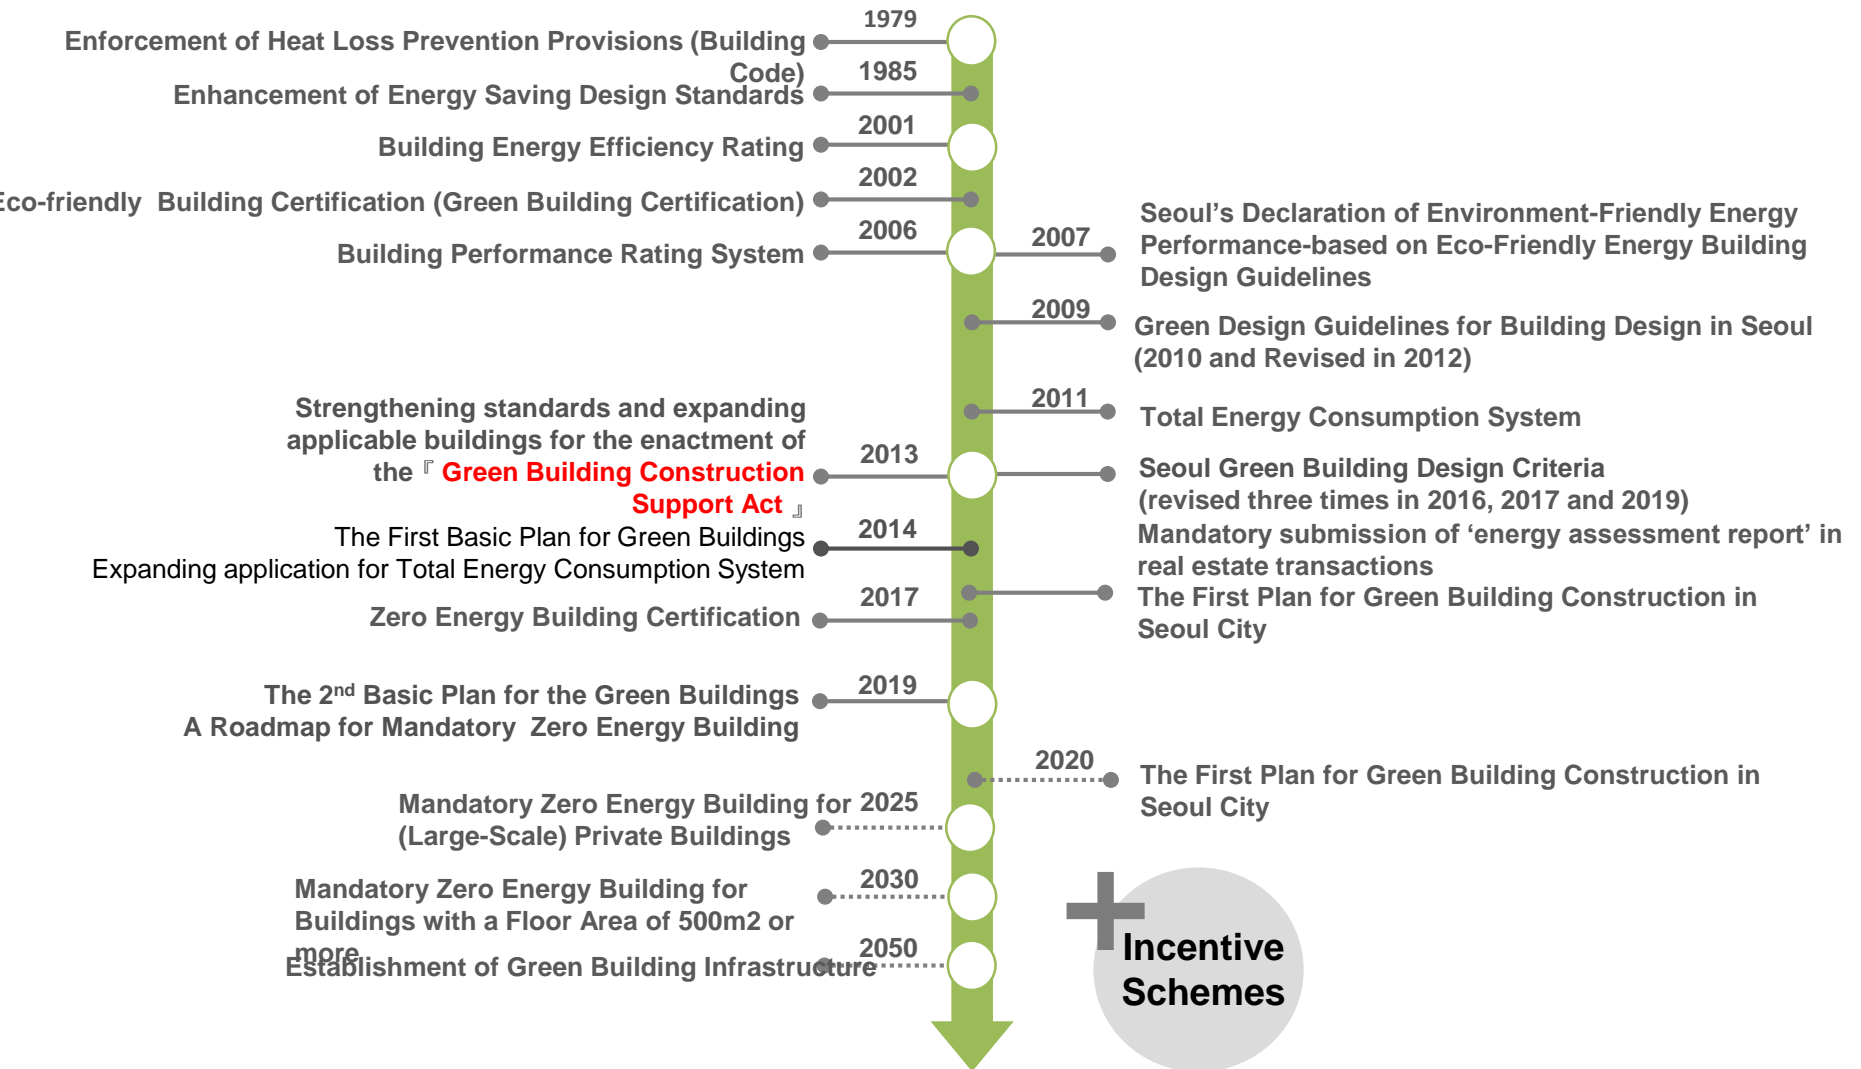 1979
Enforcement of Heat Loss Prevention Provisions (Building
Code)
1985
Enhancement of Energy Saving Design Standards
2001
Building Energy Efficiency Rating
2002
Eco-friendly Building Certification (Green Building Certification)
2006
Building Performance Rating System
2007
Seoul’s Declaration of Environment-Friendly Energy
Performance-based on Eco-Friendly Energy Building
Design Guidelines
2009
Green Design Guidelines for Building Design in Seoul
(2010 and Revised in 2012)
2011
Total Energy Consumption System
Strengthening standards and expanding
applicable buildings for the enactment of
the『 Green Building Construction
Support Act 』
2013
Seoul Green Building Design Criteria
(revised three times in 2016, 2017 and 2019)
Mandatory submission of ‘energy assessment report’ in
real estate transactions
The First Basic Plan for Green Buildings
Expanding application for Total Energy Consumption System
2014
The First Plan for Green Building Construction in
Seoul City
2017
Zero Energy Building Certification
2019
The 2nd Basic Plan for the Green Buildings
A Roadmap for Mandatory Zero Energy Building
2020
The First Plan for Green Building Construction in
Seoul City
2025
Mandatory Zero Energy Building for
(Large-Scale) Private Buildings
2030
Mandatory Zero Energy Building for
Buildings with a Floor Area of 500m2 or
more
2050
Establishment of Green Building Infrastructure
Incentive
Schemes